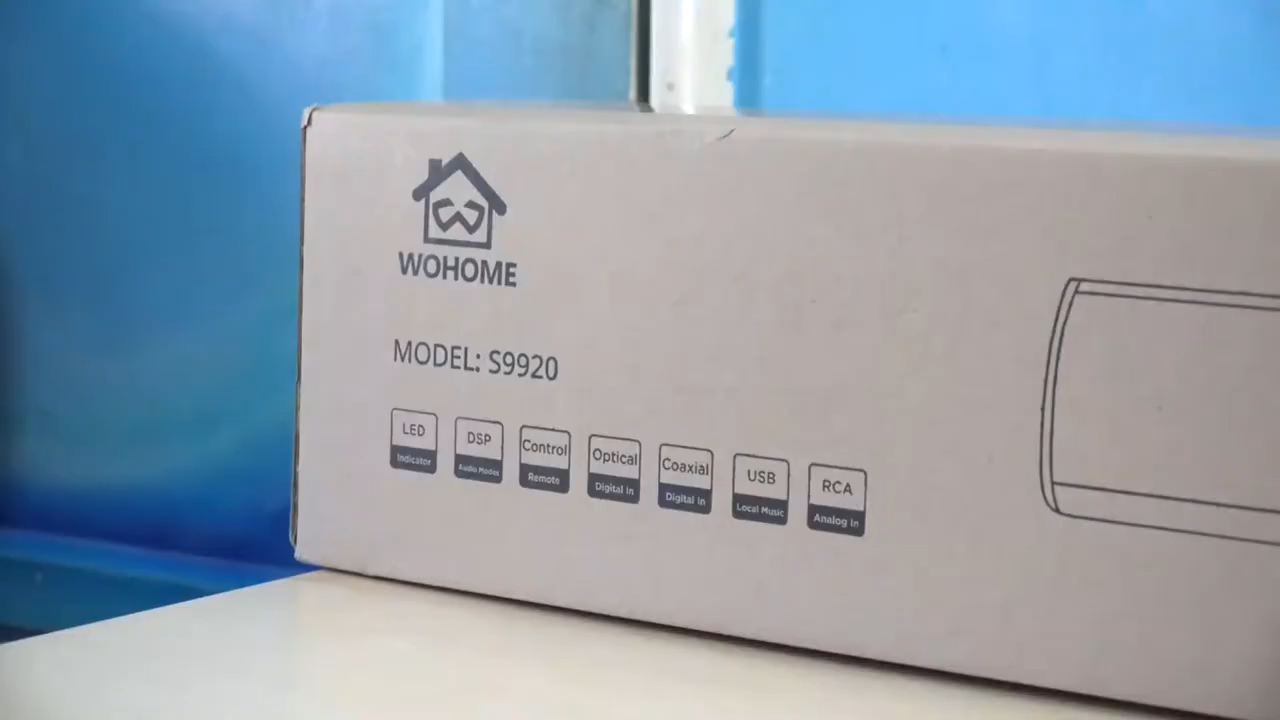 WOHOME
MODEL: S9920
LED
Indicator
DSP
Audio Modes
Control
Remote
Optical
Digital In
Coaxial
Digital In
USB
Local Music
RCA
Analog In